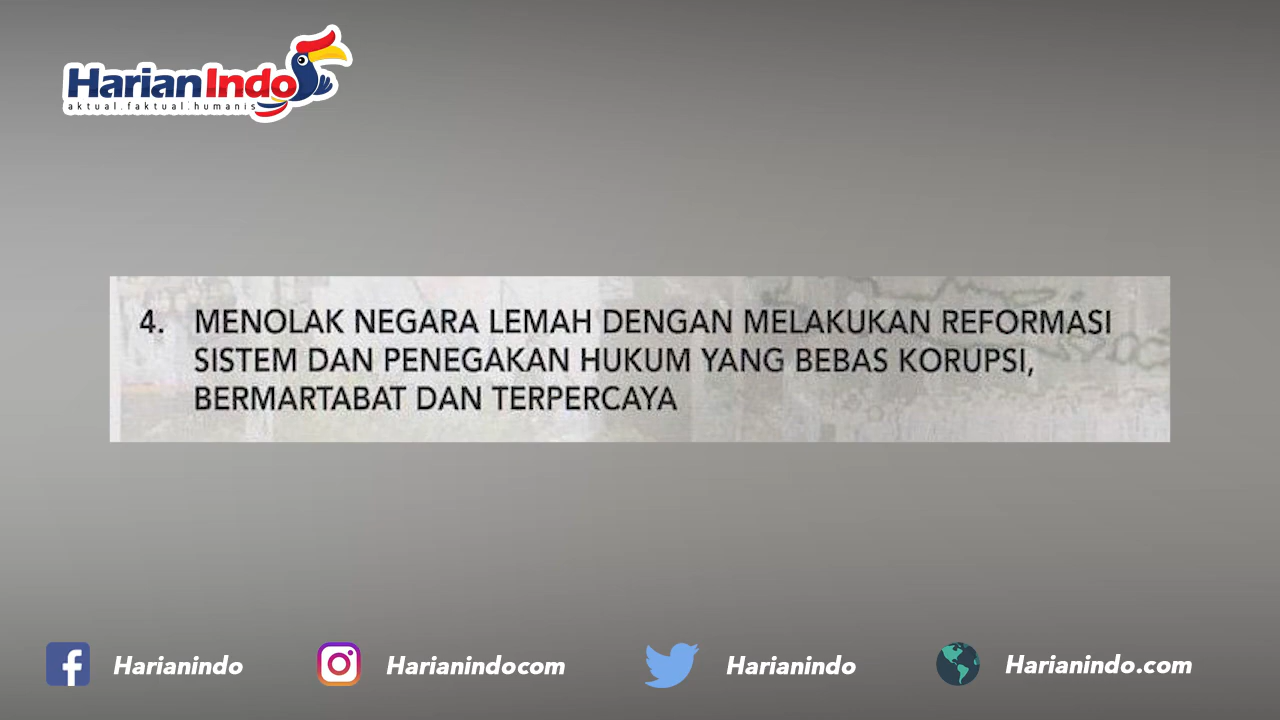 HarianIndo
aktual.faktual.humanis
4. MENOLAK NEGARA LEMAH DENGAN MELAKUKAN REFORMASI
SISTEM DAN PENEGAKAN HUKUM YANG BEBAS KORUPSI,
BERMARTABAT DAN TERPERCAYA
Harianindo
Harianindocom
Harianindo
Harianindo.com